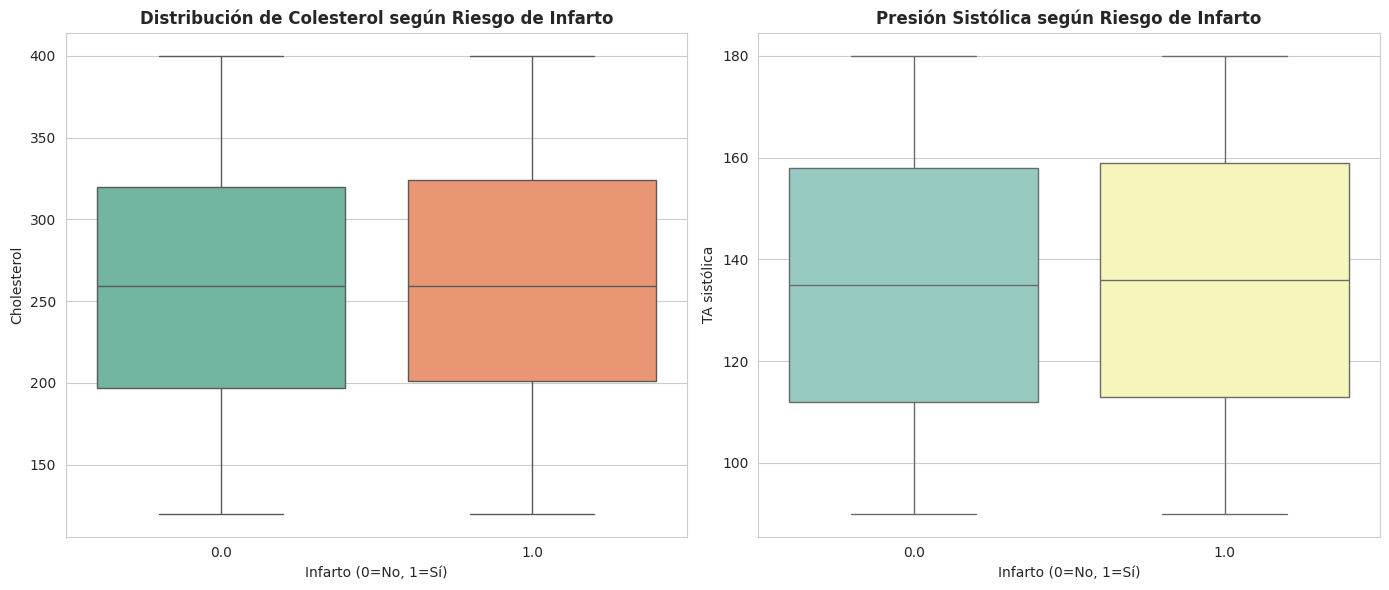 Distribución de Colesterol según Riesgo de Infarto
Cholesterol
400
350
300
250
200
150
0.0
1.0
Infarto (0=No, 1=Sí)
Presión Sistólica según Riesgo de Infarto
TA sistólica
180
160
140
120
100
0.0
1.0
Infarto (0=No, 1=Sí)